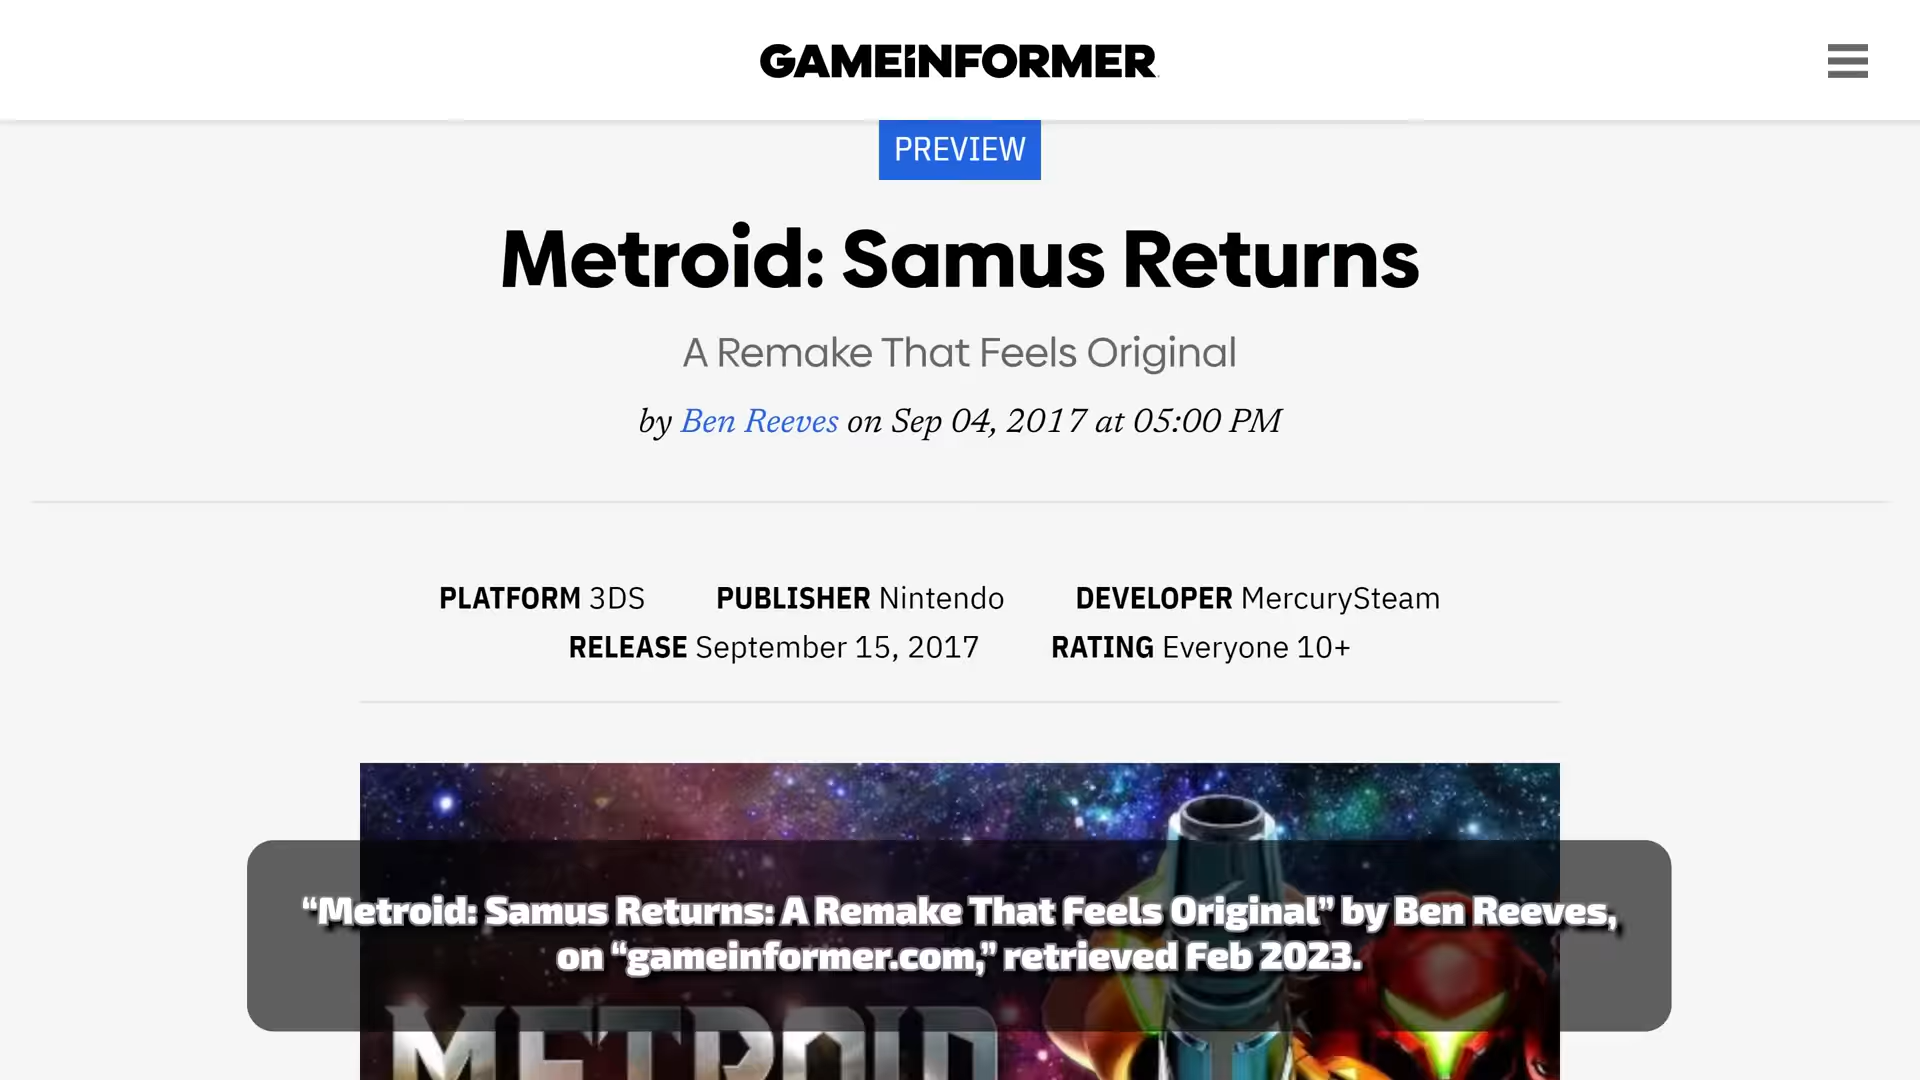 GAMEiNFORMER
PREVIEW
Metroid: Samus Returns
A Remake That Feels Original
by Ben Reeves on Sep 04, 2017 at 05:00 PM
PLATFORM 3DS PUBLISHER Nintendo DEVELOPER MercurySteam
RELEASE September 15, 2017 RATING Everyone 10+
“Metroid: Samus Returns: A Remake That Feels Original” by Ben Reeves,
on “gameinformer.com,” retrieved Feb 2023.
METROID